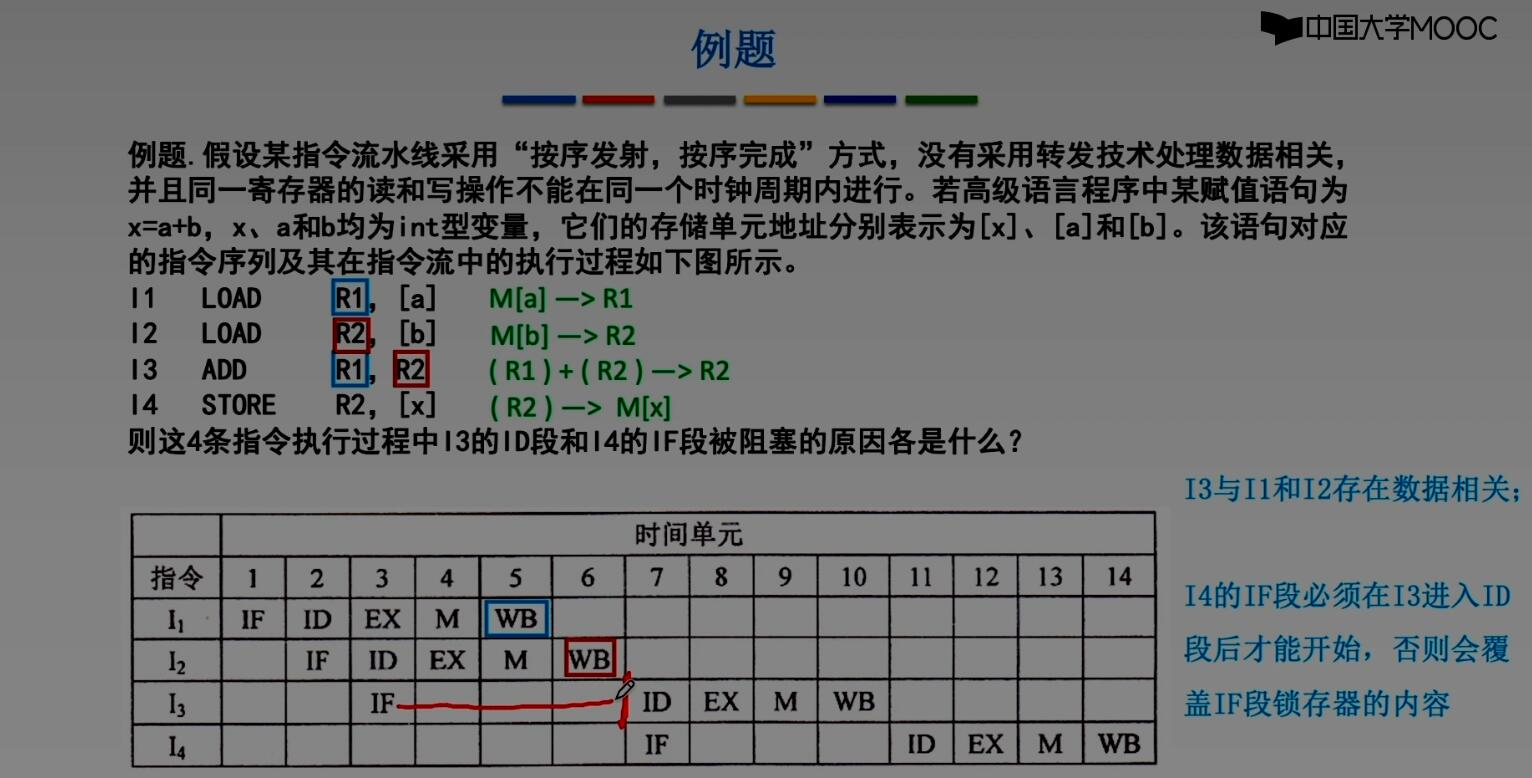 中国大学MOOC
例题
例题.假设某指令流水线采用“按序发射，按序完成”方式，没有采用转发技术处理数据相关，
并且同一寄存器的读和写操作不能在同一个时钟周期内进行。若高级语言程序中某赋值语句为
x=a+b，x、a和b均为int型变量，它们的存储单元地址分别表示为[x]、[a]和[b]。该语句对应
的指令序列及其在指令流中的执行过程如下图所示。
I1 LOAD R1, [a] M[a] —> R1
I2 LOAD R2, [b] M[b] —> R2
I3 ADD R1, R2 ( R1 ) + ( R2 ) —> R2
I4 STORE R2, [x] ( R2 ) —> M[x]
则这4条指令执行过程中I3的ID段和I4的IF段被阻塞的原因各是什么？
I3与I1和I2存在数据相关；
时间单元
指令 1 2 3 4 5 6 7 8 9 10 11 12 13 14
I4的IF段必须在I3进入ID
I₁ IF ID EX M WB
段后才能开始，否则会覆
I₂ IF ID EX M WB
盖IF段锁存器的内容
I₃ IF ID EX M WB
I₄ IF ID EX M WB